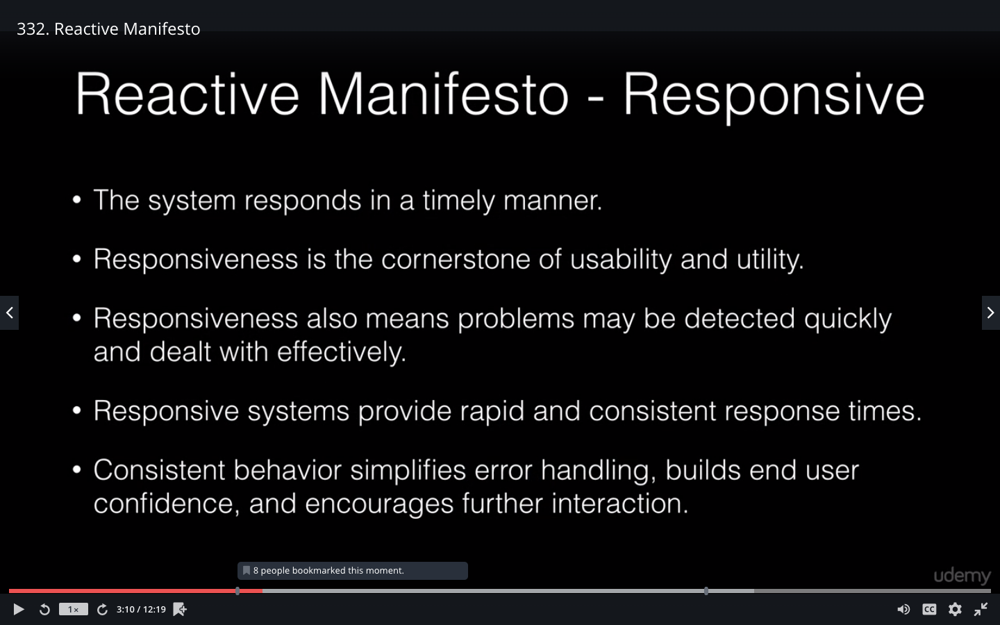 332. Reactive Manifesto
Reactive Manifesto - Responsive
• The system responds in a timely manner.
• Responsiveness is the cornerstone of usability and utility.
• Responsiveness also means problems may be detected quickly
and dealt with effectively.
• Responsive systems provide rapid and consistent response times.
• Consistent behavior simplifies error handling, builds end user
confidence, and encourages further interaction.
8 people bookmarked this moment.
udemy
1×
3:10 / 12:19
CC